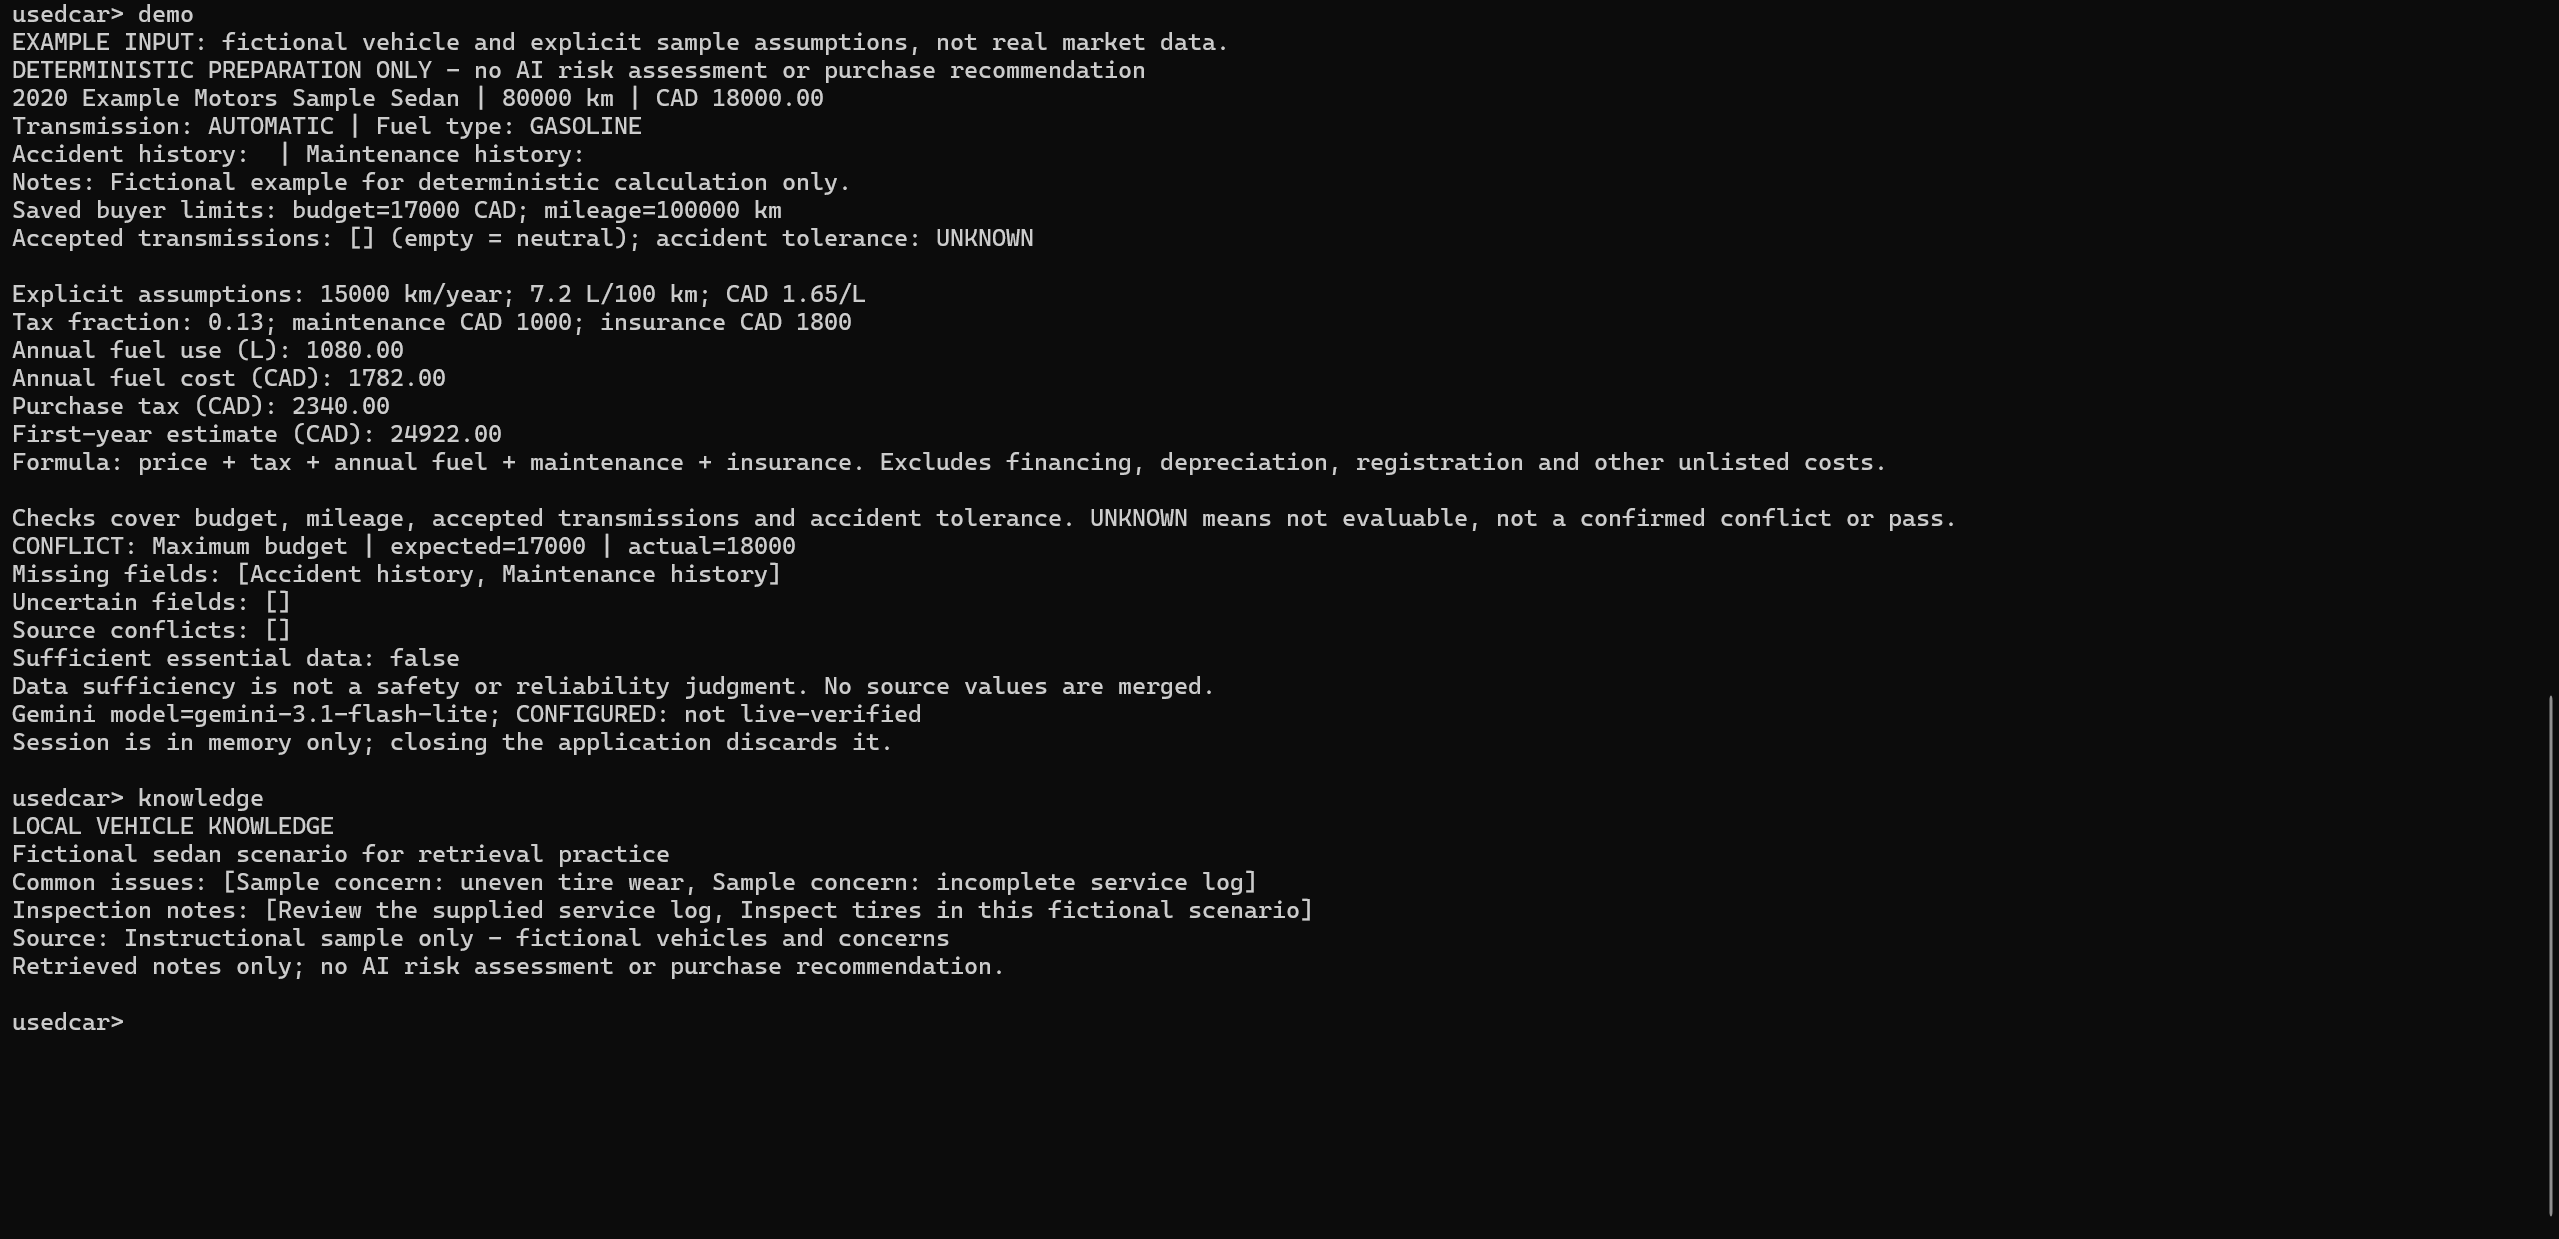 usedcar> demo
EXAMPLE INPUT: fictional vehicle and explicit sample assumptions, not real market data.
DETERMINISTIC PREPARATION ONLY - no AI risk assessment or purchase recommendation
2020 Example Motors Sample Sedan | 80000 km | CAD 18000.00
Transmission: AUTOMATIC | Fuel type: GASOLINE
Accident history:  | Maintenance history:
Notes: Fictional example for deterministic calculation only.
Saved buyer limits: budget=17000 CAD; mileage=100000 km
Accepted transmissions: [] (empty = neutral); accident tolerance: UNKNOWN

Explicit assumptions: 15000 km/year; 7.2 L/100 km; CAD 1.65/L
Tax fraction: 0.13; maintenance CAD 1000; insurance CAD 1800
Annual fuel use (L): 1080.00
Annual fuel cost (CAD): 1782.00
Purchase tax (CAD): 2340.00
First-year estimate (CAD): 24922.00
Formula: price + tax + annual fuel + maintenance + insurance. Excludes financing, depreciation, registration and other unlisted costs.

Checks cover budget, mileage, accepted transmissions and accident tolerance. UNKNOWN means not evaluable, not a confirmed conflict or pass.
CONFLICT: Maximum budget | expected=17000 | actual=18000
Missing fields: [Accident history, Maintenance history]
Uncertain fields: []
Source conflicts: []
Sufficient essential data: false
Data sufficiency is not a safety or reliability judgment. No source values are merged.
Gemini model=gemini-3.1-flash-lite; CONFIGURED: not live-verified
Session is in memory only; closing the application discards it.

usedcar> knowledge
LOCAL VEHICLE KNOWLEDGE
Fictional sedan scenario for retrieval practice
Common issues: [Sample concern: uneven tire wear, Sample concern: incomplete service log]
Inspection notes: [Review the supplied service log, Inspect tires in this fictional scenario]
Source: Instructional sample only - fictional vehicles and concerns
Retrieved notes only; no AI risk assessment or purchase recommendation.

usedcar>